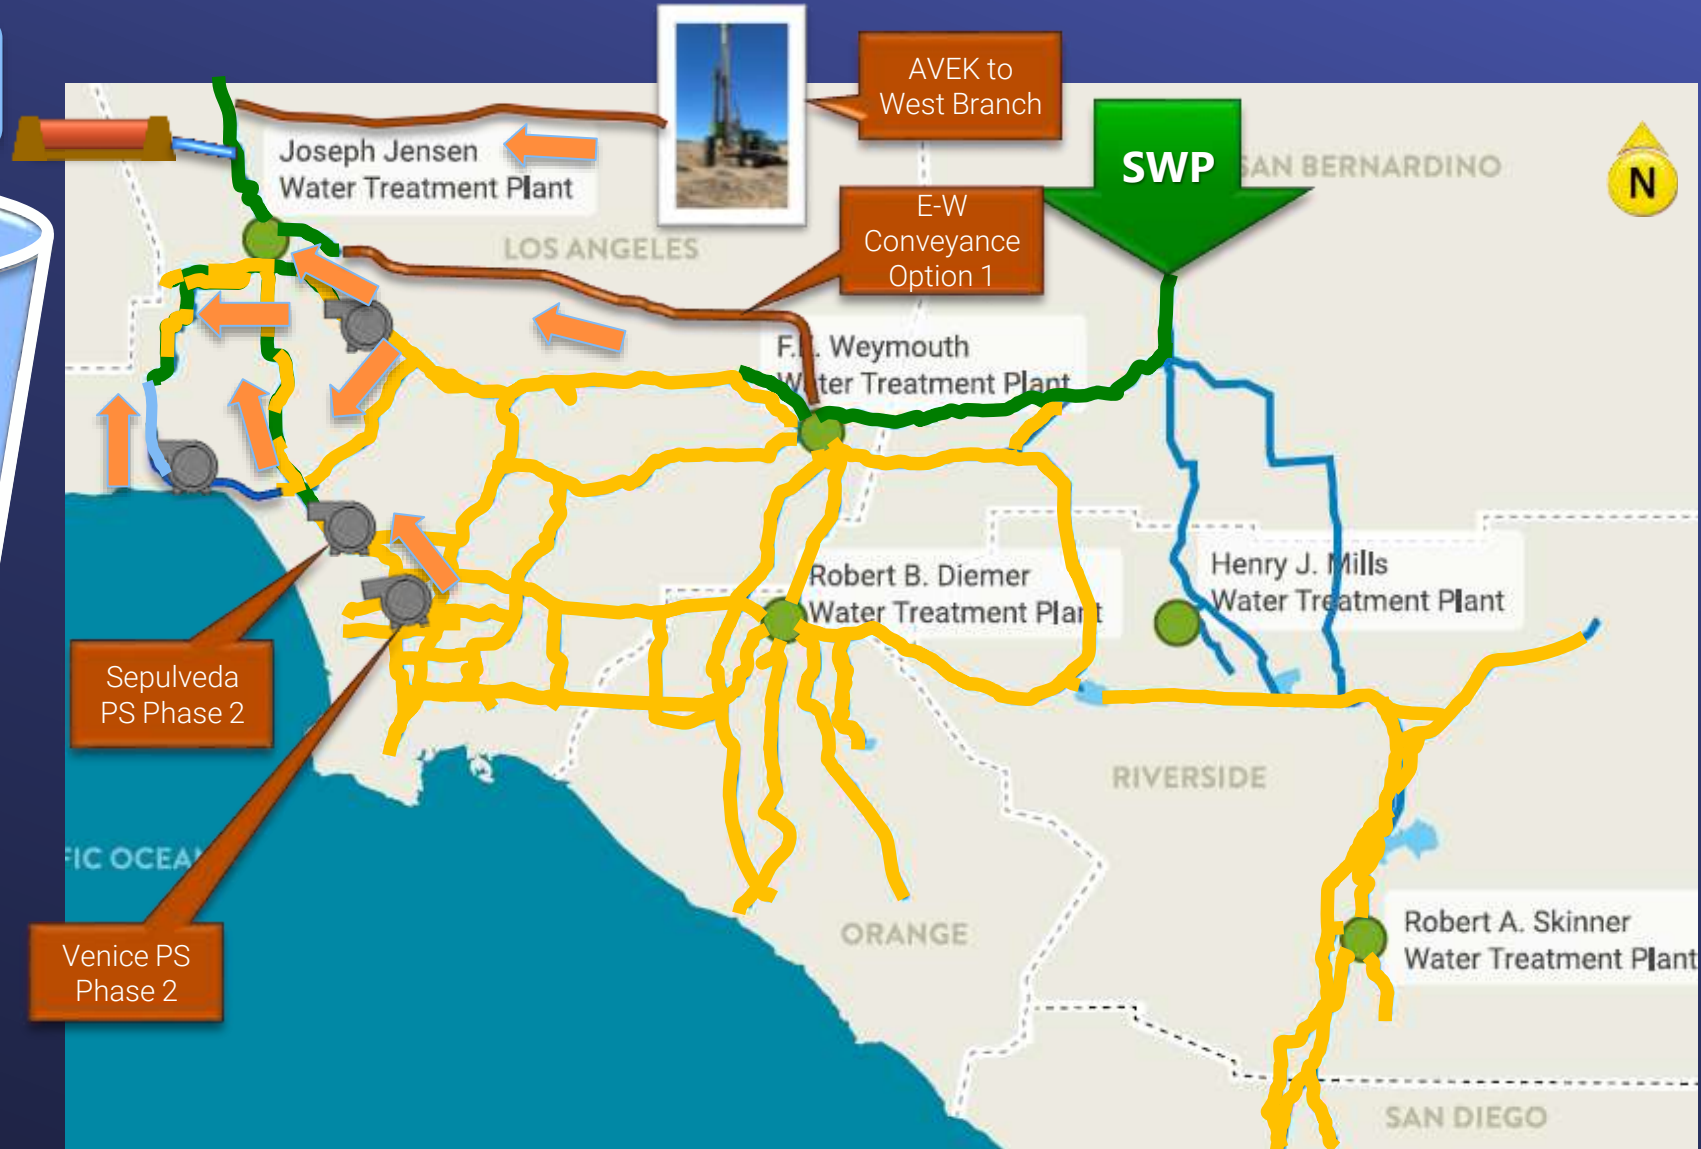 AVEK to
West Branch
SWP
SAN BERNARDINO
N
Joseph Jensen
Water Treatment Plant
LOS ANGELES
E-W
Conveyance
Option 1
Weymouth
Water Treatment Plant
Robert B. Diemer
Water Treatment Plant
Henry J. Mills
Water Treatment Plant
Sepulveda
PS Phase 2
RIVERSIDE
FIC OCEA
Venice PS
Phase 2
ORANGE
Robert A. Skinner
Water Treatment Plant
SAN DIEGO